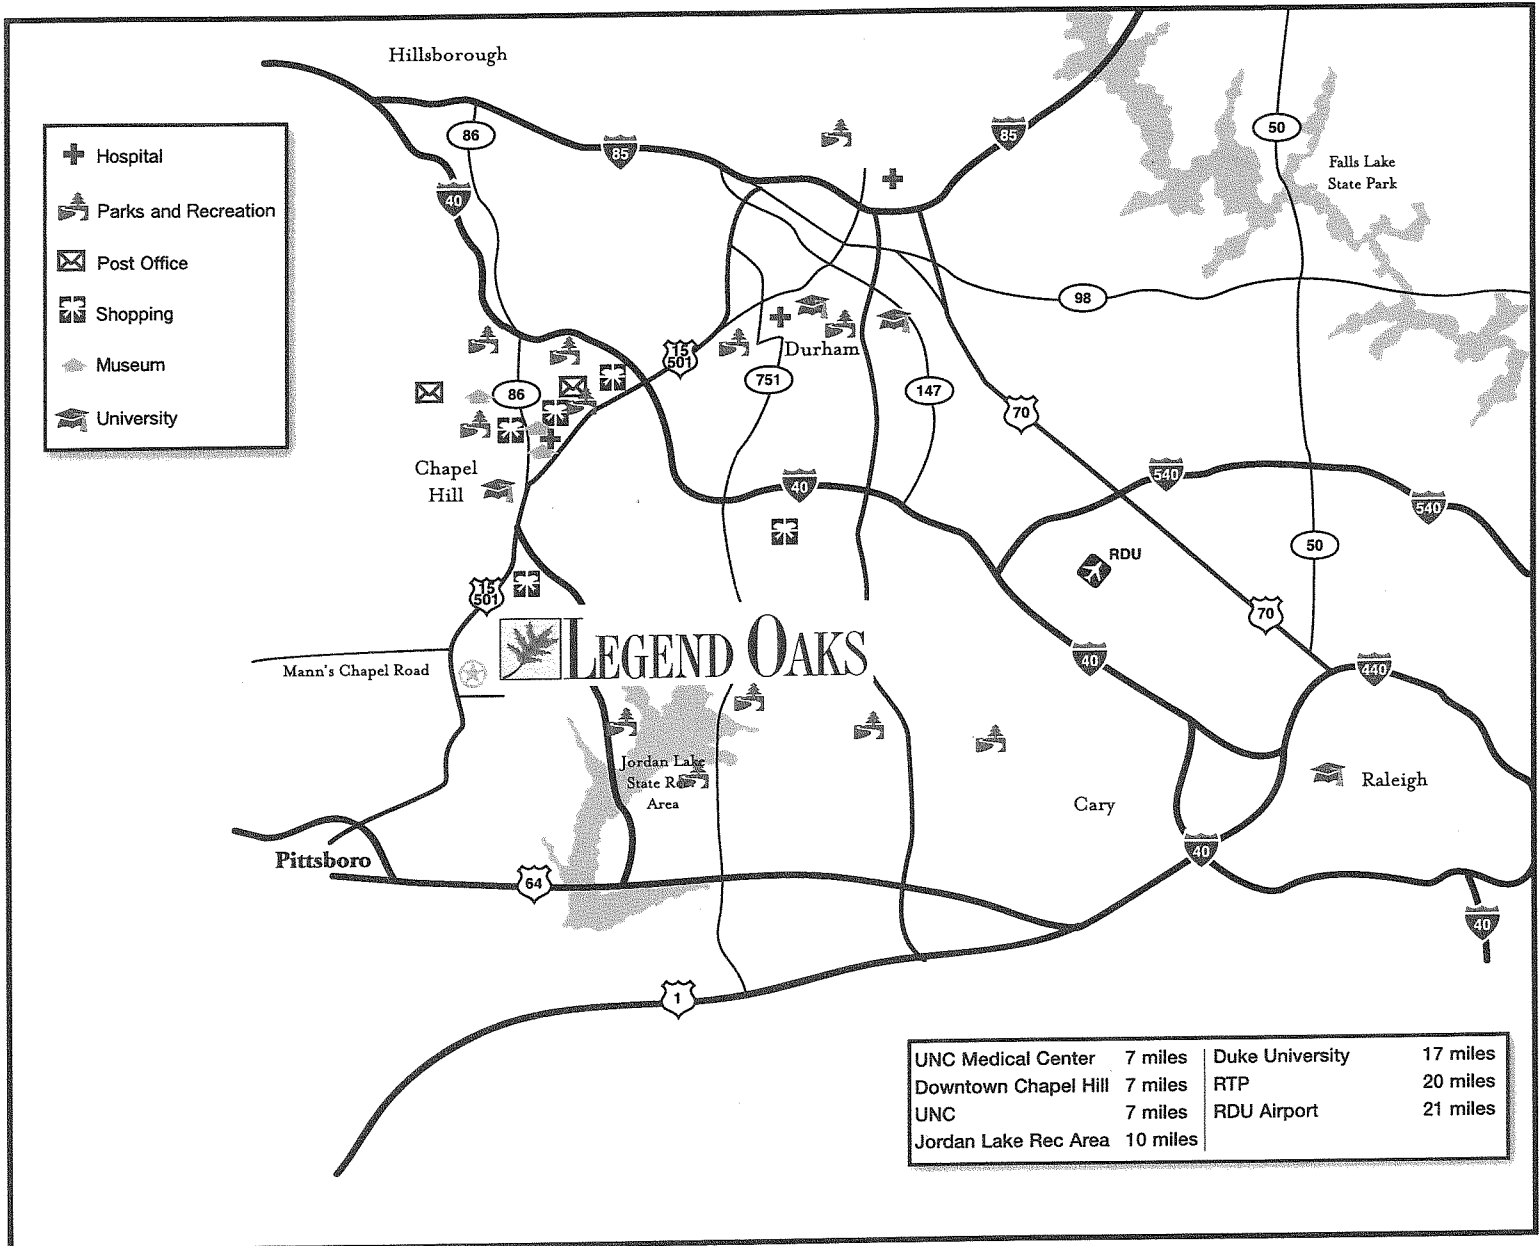 Hillsborough
Hospital
Parks and Recreation
Post Office
Shopping
Museum
University
86
85
85
40
50
Falls Lake
State Park
98
15
501
Durham
86
751
147
70
Chapel
Hill
40
540
540
50
RDU
15
501
70
LEGEND OAKS
Mann's Chapel Road
40
440
Jordan Lake
State Rec
Area
Cary
Raleigh
Pittsboro
64
40
40
1
UNC Medical Center 7 miles
Downtown Chapel Hill 7 miles
UNC 7 miles
Jordan Lake Rec Area 10 miles
Duke University 17 miles
RTP 20 miles
RDU Airport 21 miles